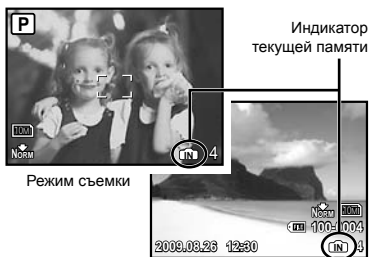 P
Индикатор
текущей памяти
10M
NORM
IN 4
Режим съемки
NORM 10M
100-0004
2009.08.26 12:30
IN 4